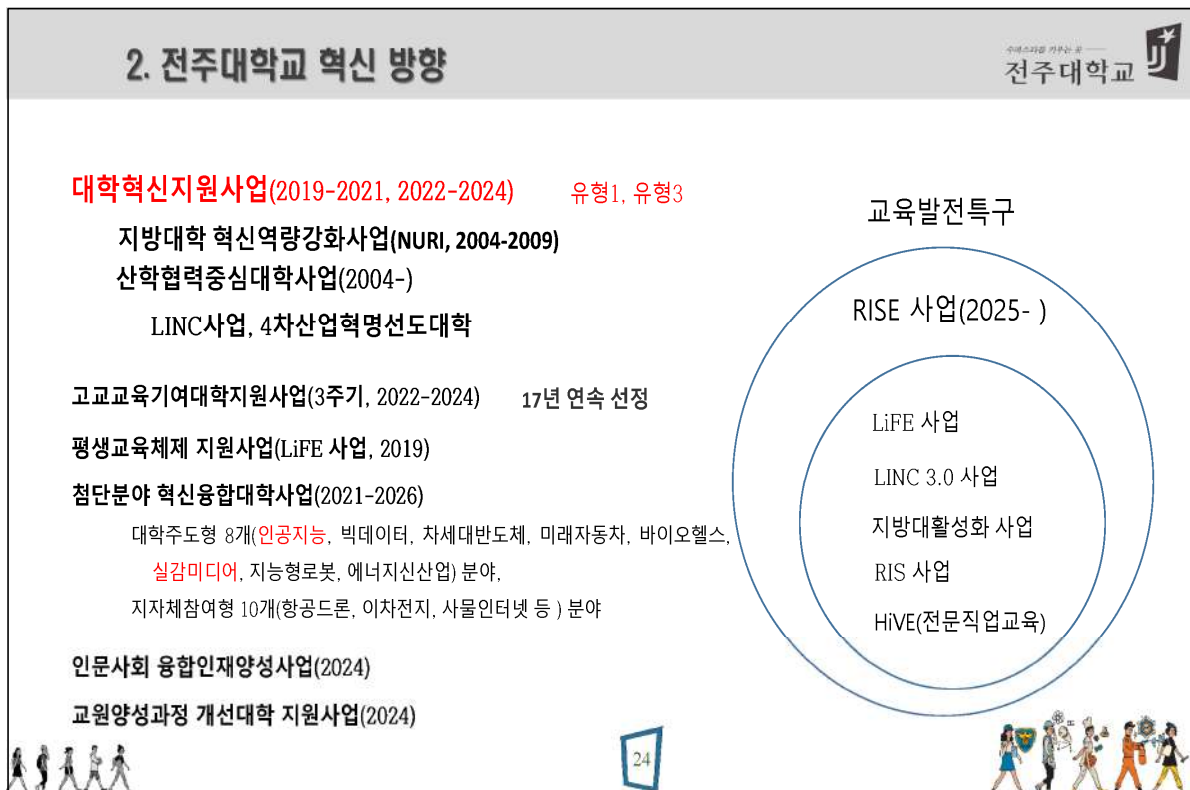 2. 전주대학교 혁신 방향
수퍼스타를 키우는 곳
전주대학교
대학혁신지원사업(2019-2021, 2022-2024) 유형1, 유형3
지방대학 혁신역량강화사업(NURI, 2004-2009)
산학협력중심대학사업(2004-)
LINC사업, 4차산업혁명선도대학
고교교육기여대학지원사업(3주기, 2022-2024) 17년 연속 선정
평생교육체제 지원사업(LiFE 사업, 2019)
첨단분야 혁신융합대학사업(2021-2026)
대학주도형 8개(인공지능, 빅데이터, 차세대반도체, 미래자동차, 바이오헬스,
실감미디어, 지능형로봇, 에너지신산업) 분야,
지자체참여형 10개(항공드론, 이차전지, 사물인터넷 등 ) 분야
인문사회 융합인재양성사업(2024)
교원양성과정 개선대학 지원사업(2024)
교육발전특구
RISE 사업(2025- )
LiFE 사업
LINC 3.0 사업
지방대활성화 사업
RIS 사업
HiVE(전문직업교육)
24